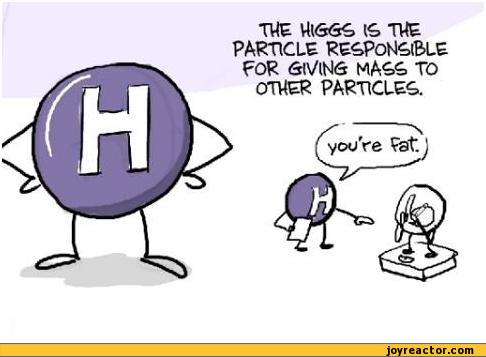 THE HIGGS IS THE
PARTICLE RESPONSIBLE
FOR GIVING MASS TO
OTHER PARTICLES.
you're fat.
H
H
joyreactor.com